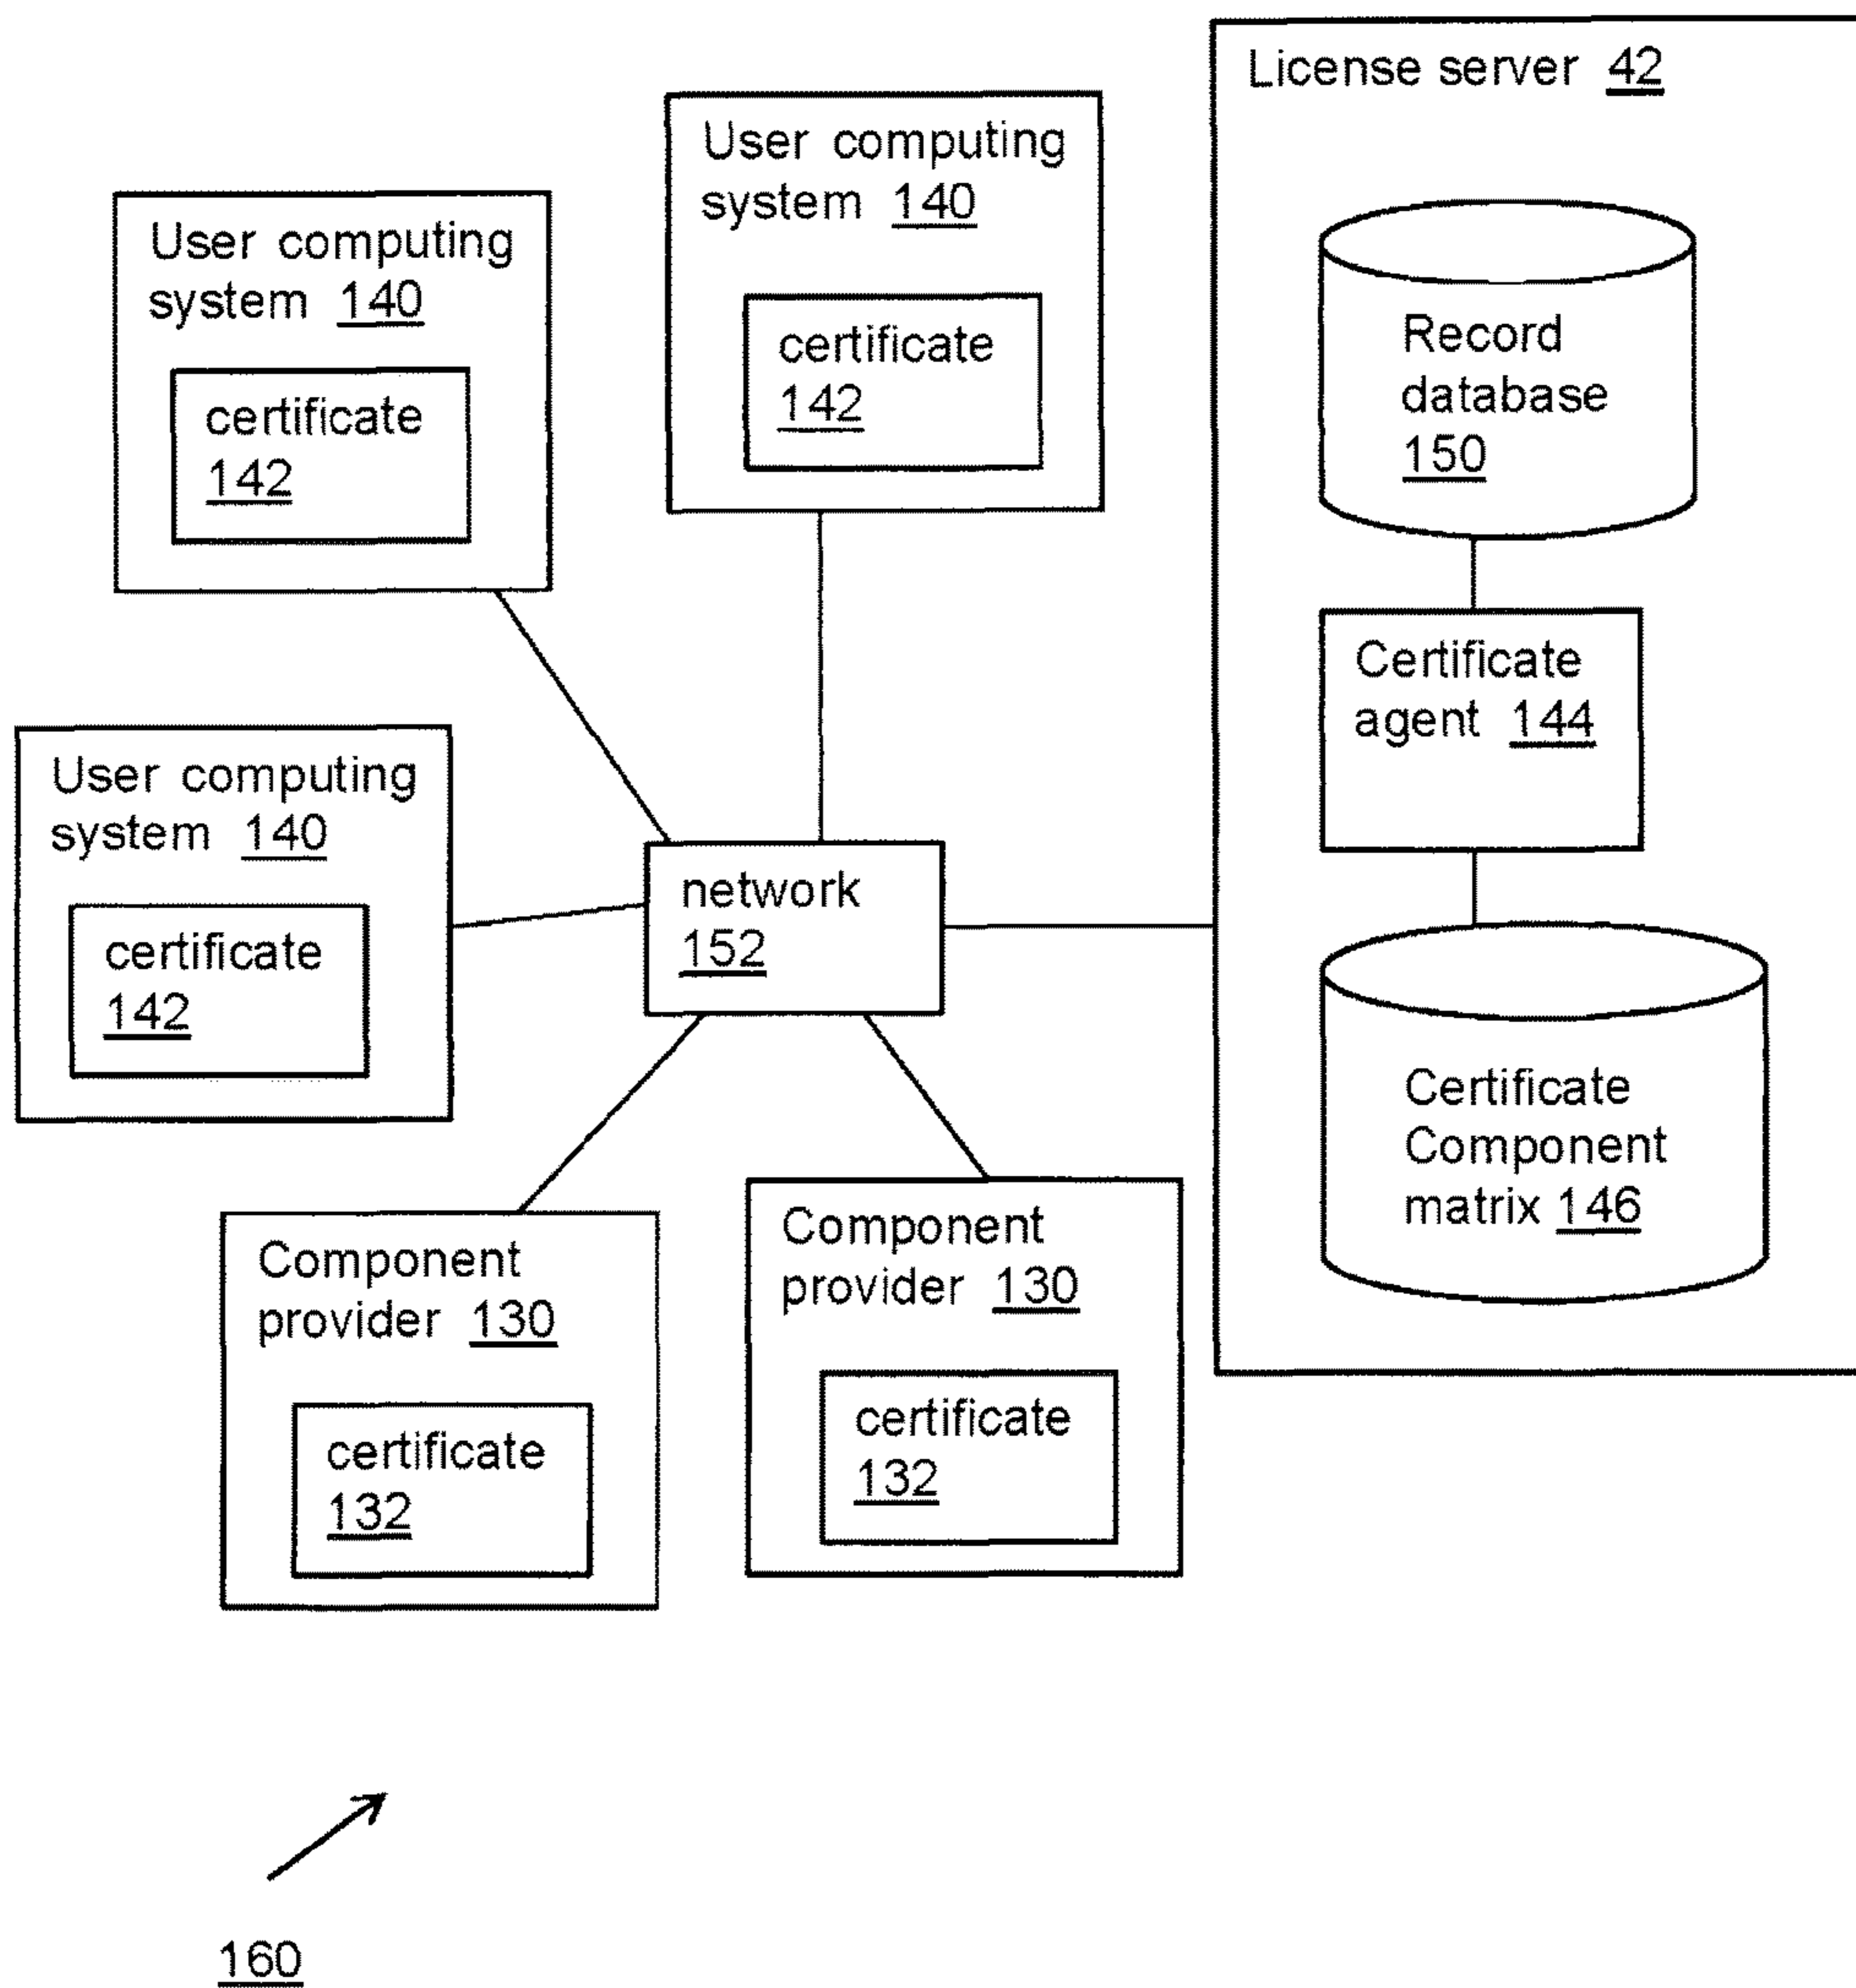 License server 42
User computing
system 140
certificate
142
User computing
system 140
certificate
142
Record
database
150
Certificate
agent 144
User computing
system 140
certificate
142
network
152
Certificate
Component
matrix 146
Component
provider 130
certificate
132
Component
provider 130
certificate
132
160